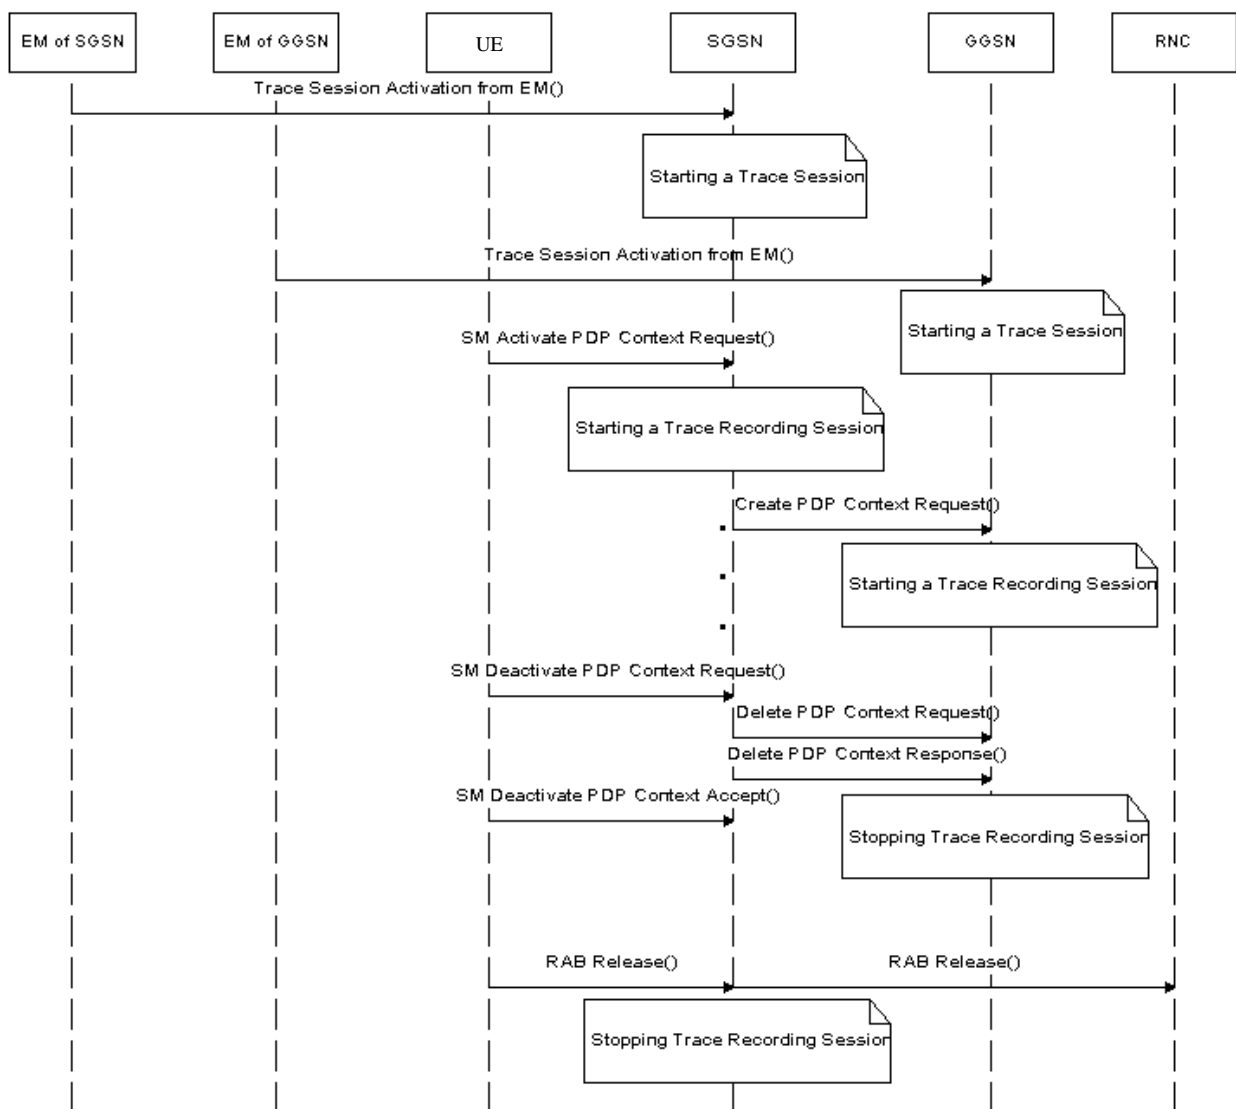 EM of SGSN
EM of GGSN
UE
SGSN
GGSN
RNC
Trace Session Activation from EM()
Starting a Trace Session
Trace Session Activation from EM()
Starting a Trace Session
SM Activate PDP Context Request()
Starting a Trace Recording Session
Create PDP Context Request()
Starting a Trace Recording Session
SM Deactivate PDP Context Request()
Delete PDP Context Request()
Delete PDP Context Response()
SM Deactivate PDP Context Accept()
Stopping Trace Recording Session
RAB Release()
RAB Release()
Stopping Trace Recording Session